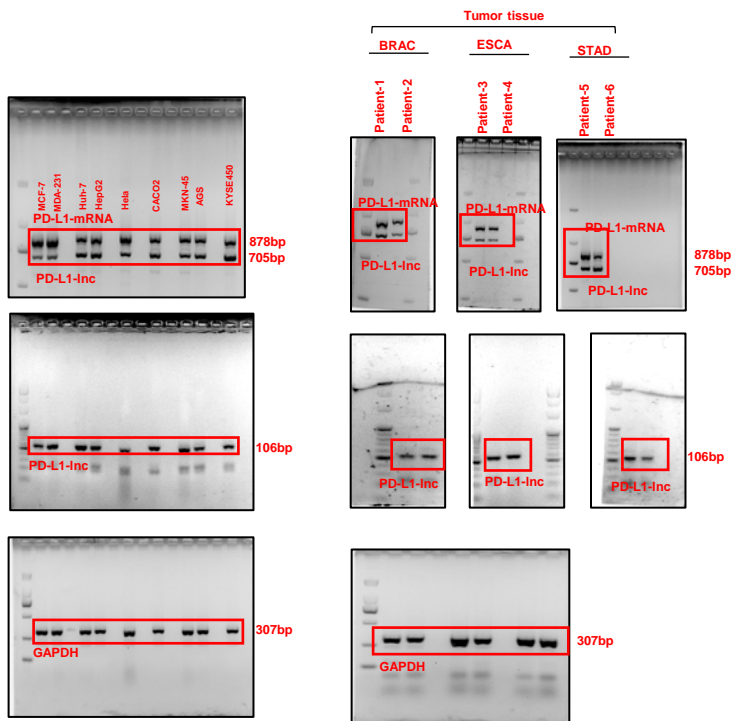 Tumor tissue
BRAC
ESCA
STAD
Patient-1
Patient-2
Patient-3
Patient-4
Patient-5
Patient-6
MCF-7
MDA-231
Huh-7
HepG2
Hela
CACO2
MKN-45
AGS
KYSE450
PD-L1-mRNA
878bp
705bp
PD-L1-lnc
PD-L1-mRNA
PD-L1-lnc
PD-L1-mRNA
PD-L1-lnc
PD-L1-mRNA
878bp
705bp
PD-L1-lnc
106bp
PD-L1-lnc
PD-L1-lnc
PD-L1-lnc
106bp
PD-L1-lnc
307bp
GAPDH
307bp
GAPDH